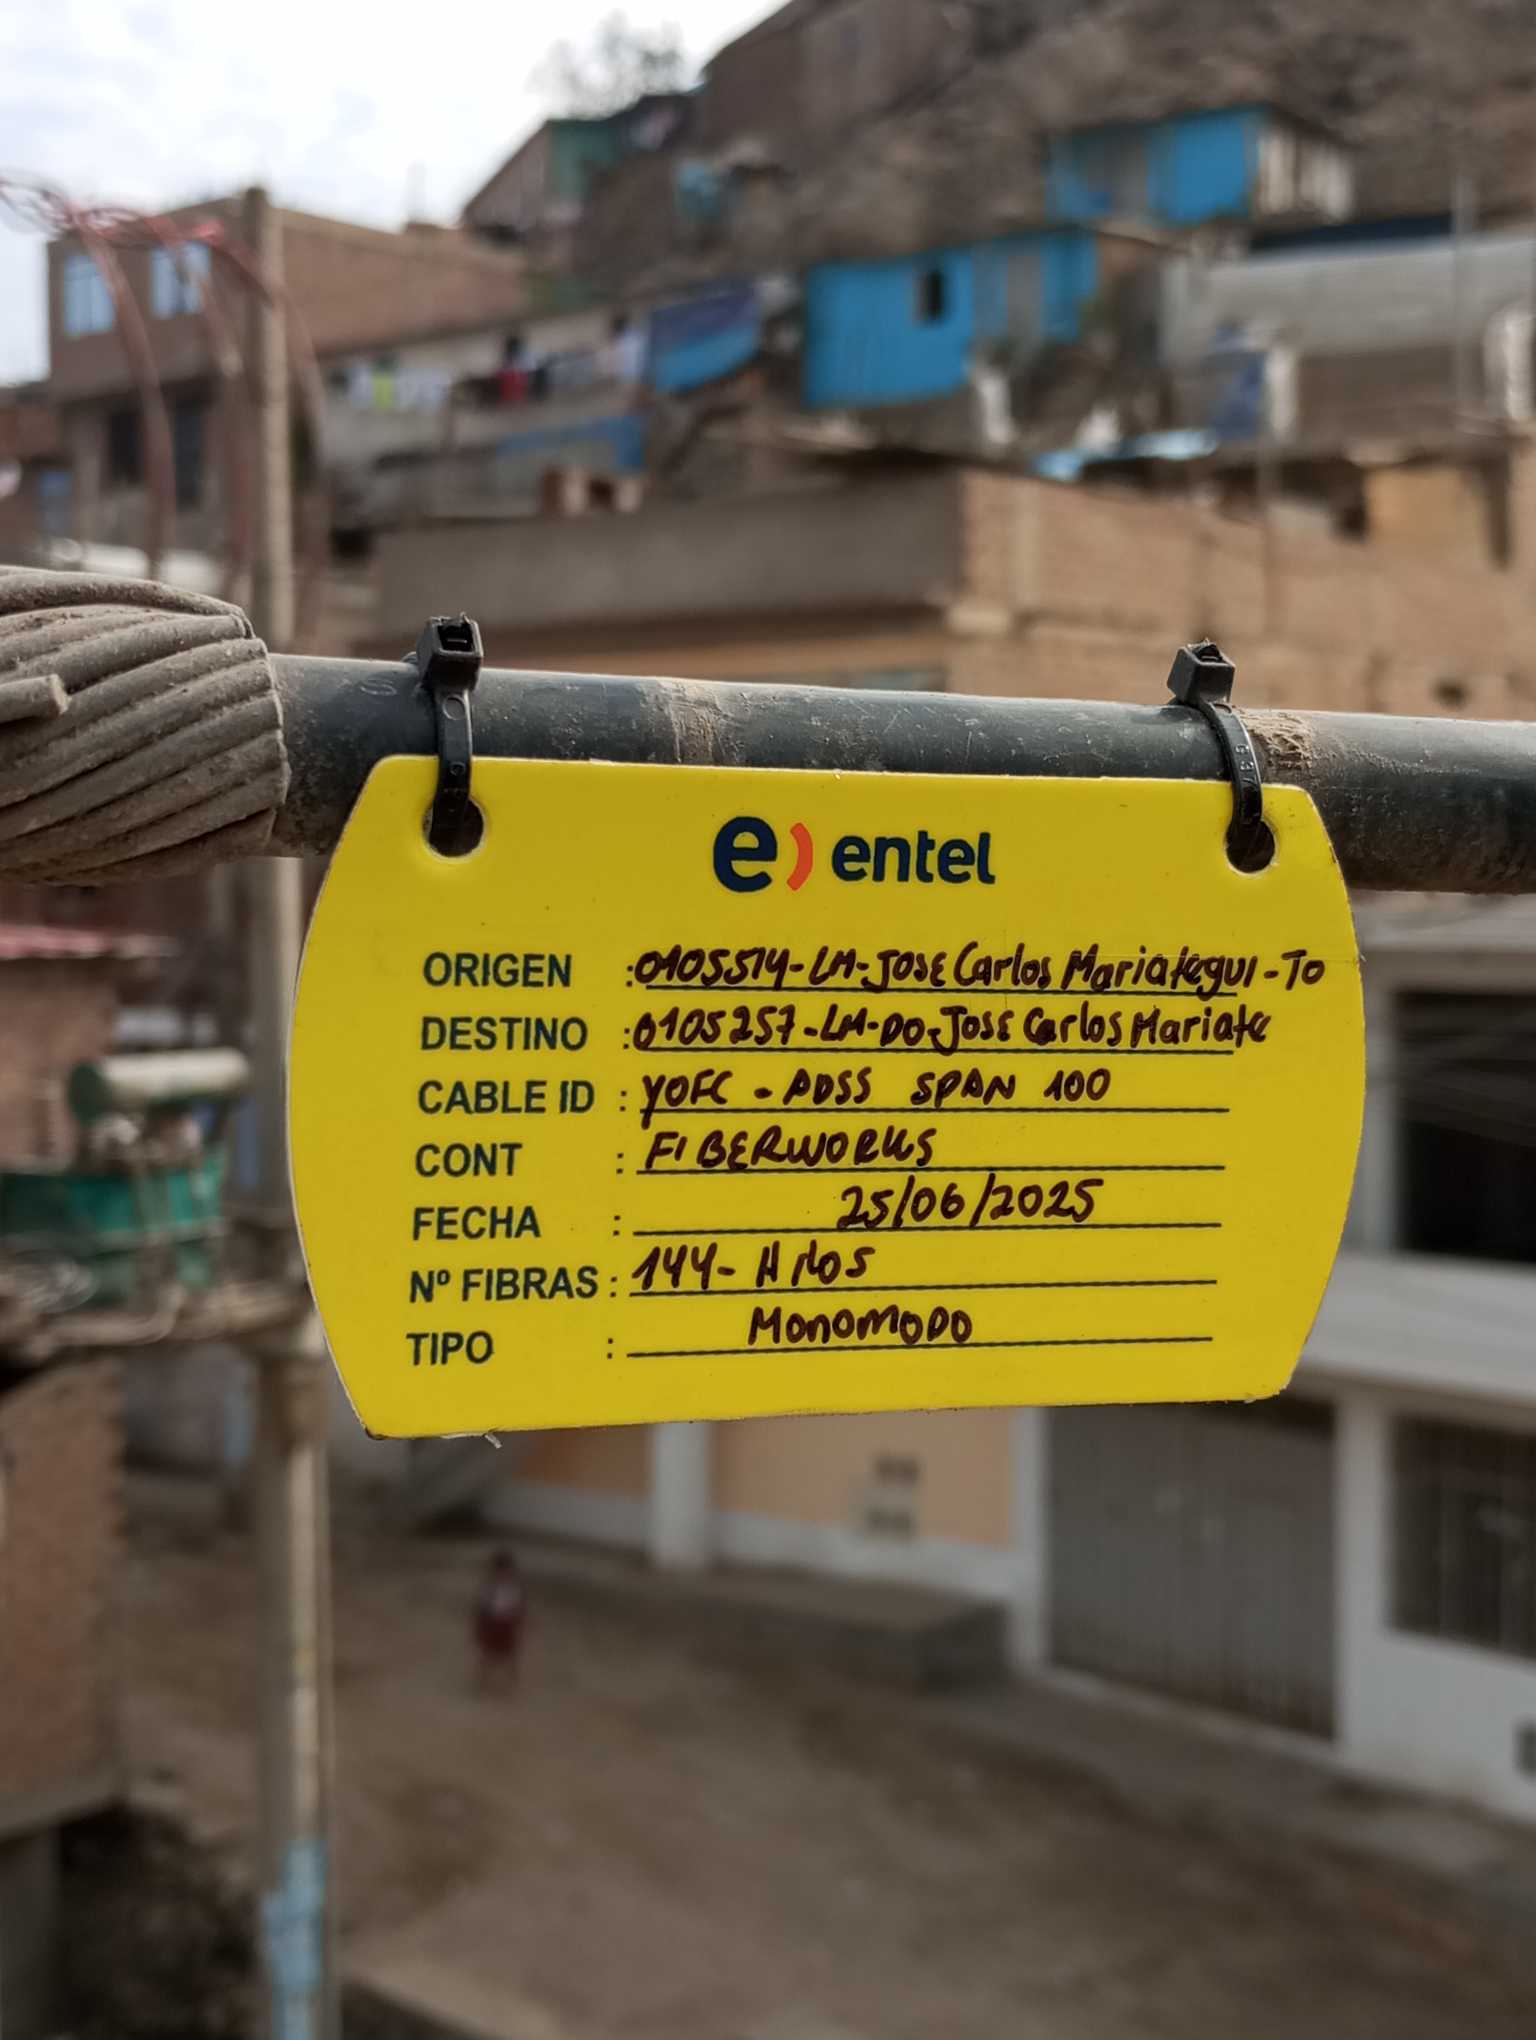 e) entel
ORIGEN : 0105514-LM-JOSE Carlos Mariategui-To
DESTINO : 0105257-LM-DO-JOSE Carlos Mariate
CABLE ID : YOFC - ADSS SPAN 100
CONT : FIBERWORKS
FECHA : 25/06/2025
Nº FIBRAS : 144- Hilos
TIPO : MONOMODO